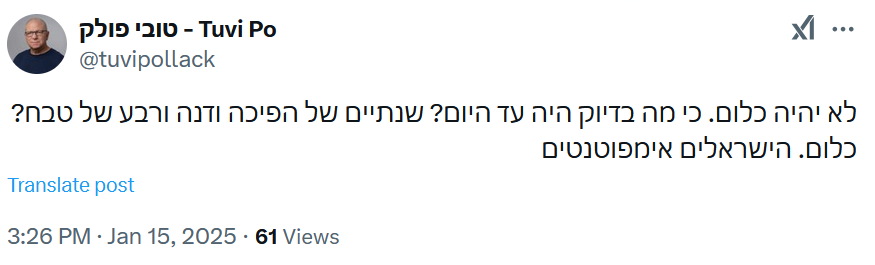 טובי פולק - Tuvi Po
@tuvipollack
לא יהיה כלום. כי מה בדיוק היה עד היום? שנתיים של הפיכה ודנה ורבע של טבח?
כלום. הישראלים אימפוטנטים
Translate post
3:26 PM · Jan 15, 2025 · 61 Views